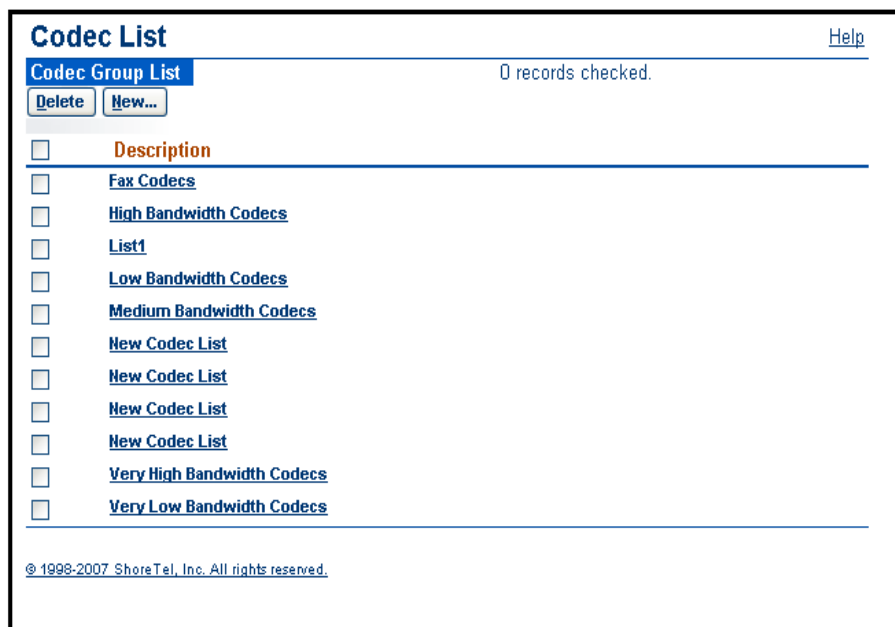 Codec List Help
Codec Group List 0 records checked.
Delete New...
Description
Fax Codecs
High Bandwidth Codecs
List1
Low Bandwidth Codecs
Medium Bandwidth Codecs
New Codec List
New Codec List
New Codec List
New Codec List
Very High Bandwidth Codecs
Very Low Bandwidth Codecs
© 1998-2007 ShoreTel, Inc. All rights reserved.